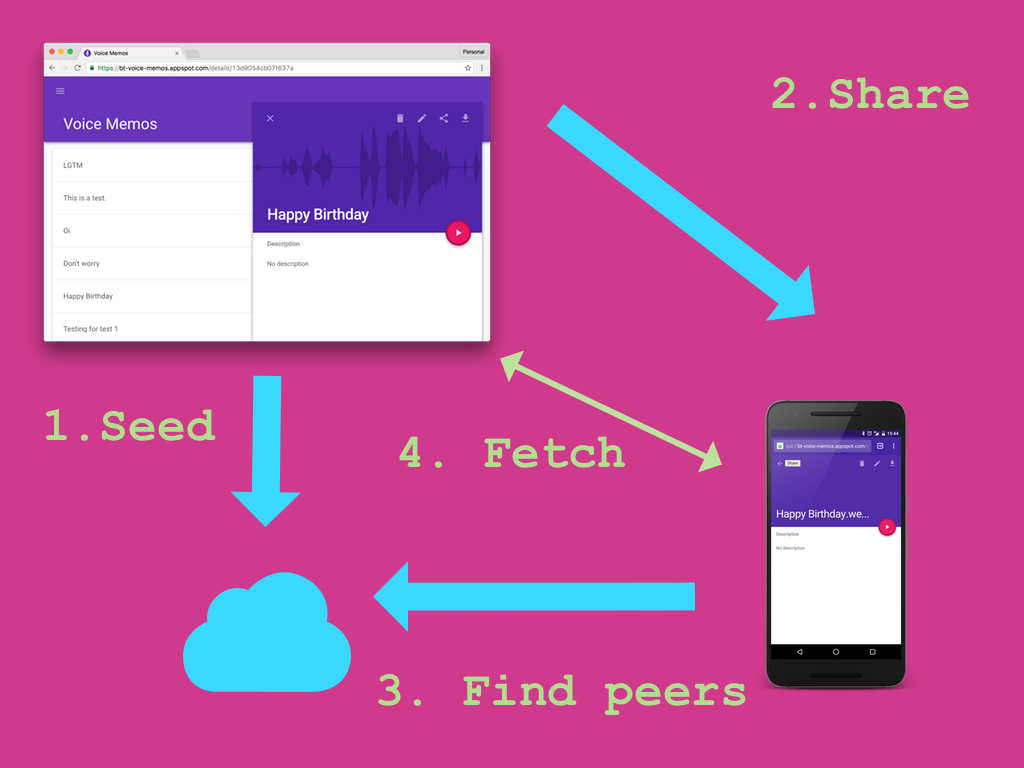 Voice Memos
Personal
https://bt-voice-memos.appspot.com/details/13d9054cb07f637a
Voice Memos
LGTM
This is a test.
Oi
Don't worry
Happy Birthday
Testing for test 1
Happy Birthday
Description
No description
2.Share
1.Seed
4. Fetch
15:44
bt-voice-memos.appspot.com/
Share
Happy Birthday.we...
Description
No description
3. Find peers